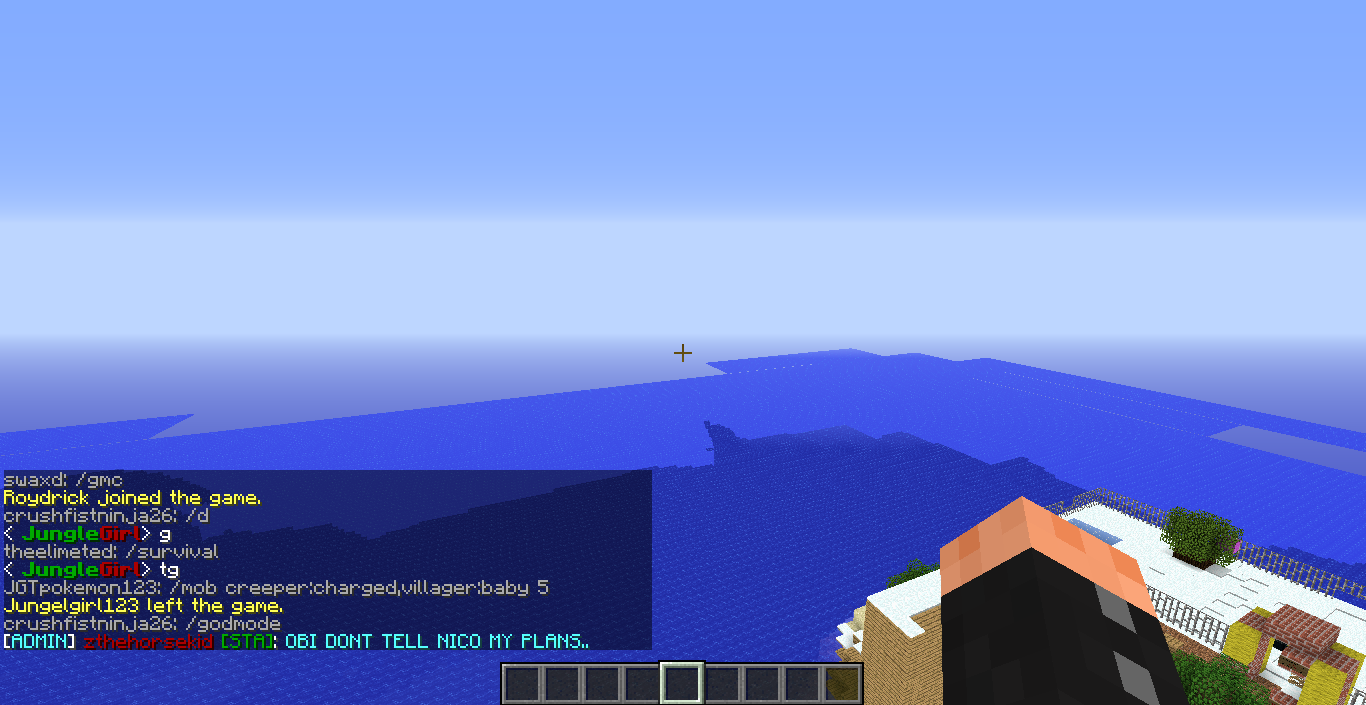 swaxd: /gmc
Roydrick joined the game.
crushfistninja26: /d
< JungleGirl> g
theelimeted: /survival
< JungleGirl> tg
JGTpokemon123: /mob creeper:charged,villager:baby 5
Jungelgirl123 left the game.
crushfistninja26: /godmode
[ADMIN] zthehorsekid [STA]: OBI DONT TELL NICO MY PLANS..